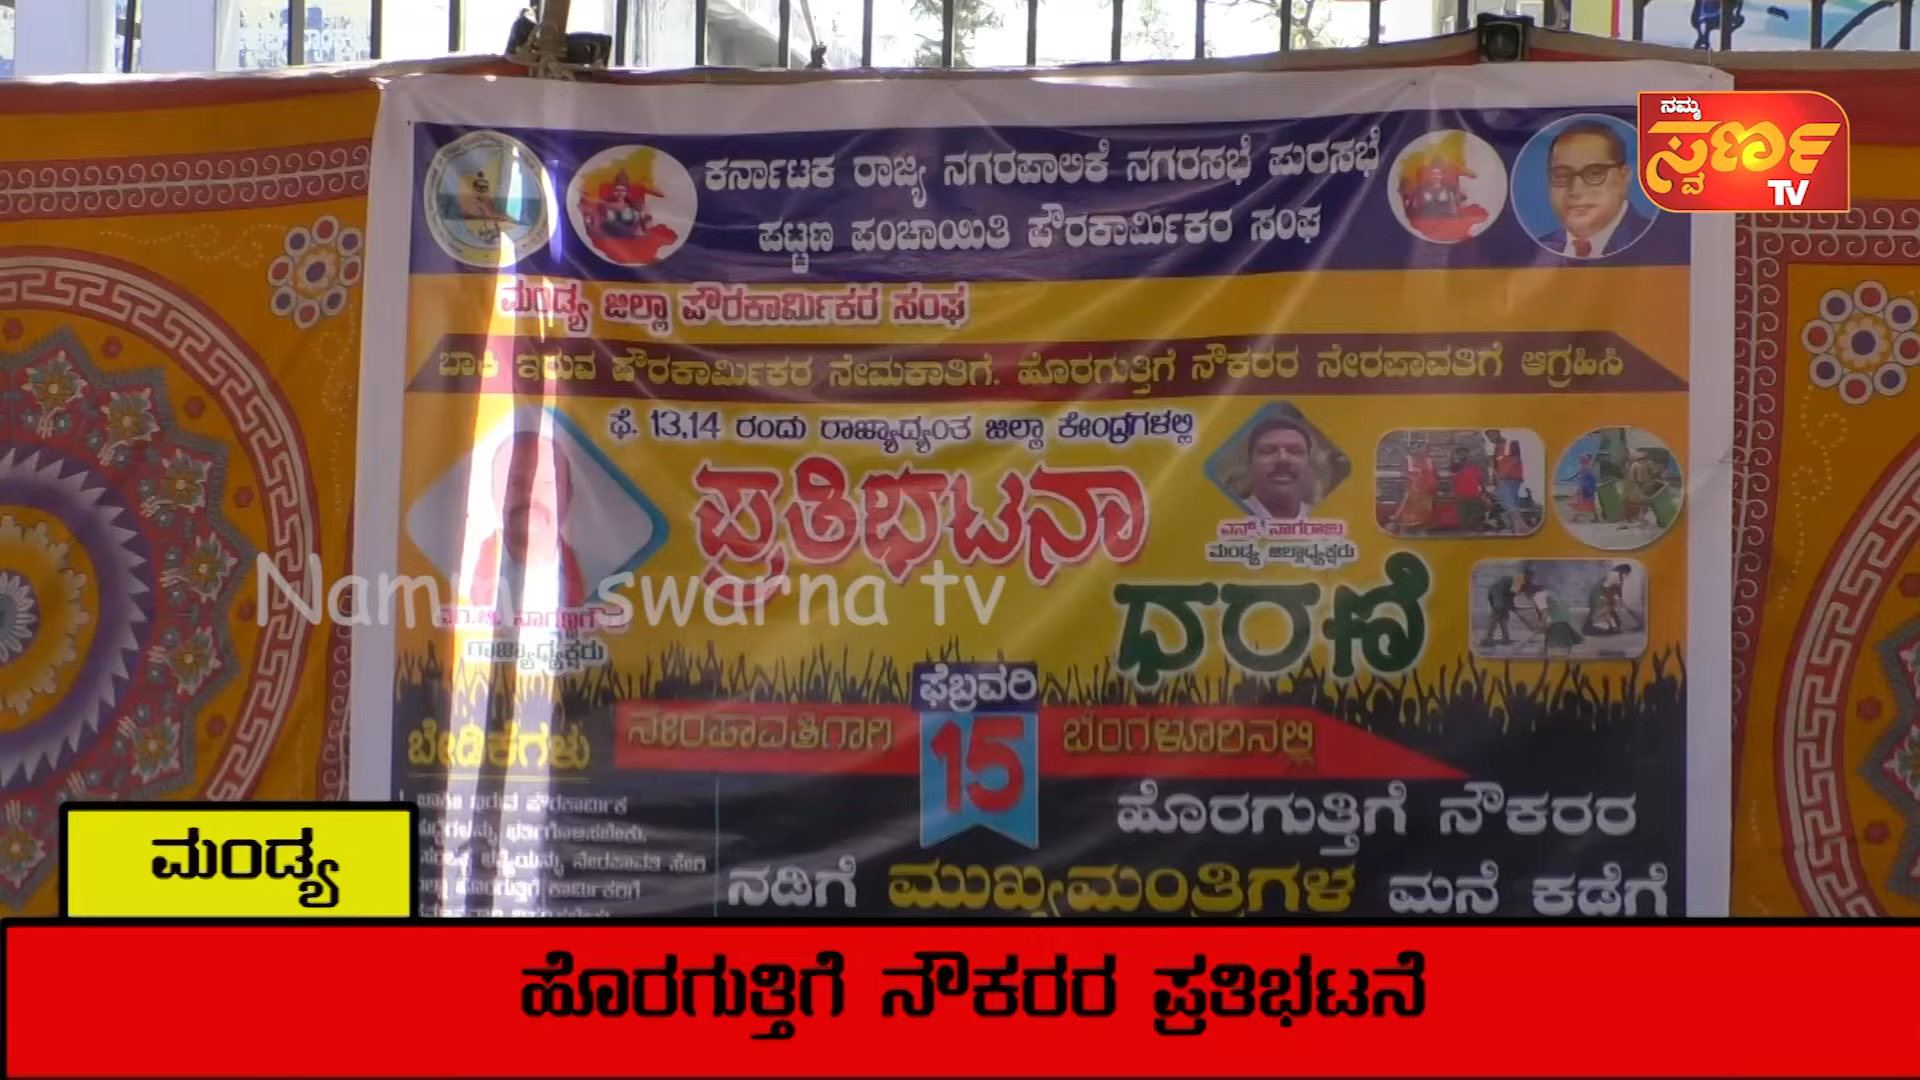 ನಮ್ಮ
ಸ್ವರ್ಣ
TV
ಕರ್ನಾಟಕ ರಾಜ್ಯ ನಗರಪಾಲಿಕೆ ನಗರಸಭೆ ಪುರಸಭೆ
ಪಟ್ಟಣ ಪಂಚಾಯಿತಿ ಪೌರಕಾರ್ಮಿಕರ ಸಂಘ
ಮಂಡ್ಯ ಜಿಲ್ಲಾ ಪೌರಕಾರ್ಮಿಕರ ಸಂಘ
ಬಾಕಿ ಇರುವ ಪೌರಕಾರ್ಮಿಕರ ನೇಮಕಾತಿಗೆ. ಹೊರಗುತ್ತಿಗೆ ನೌಕರರ ನೇರಪಾವತಿಗೆ ಆಗ್ರಹಿಸಿ
ಫೆ. 13,14 ರಂದು ರಾಜ್ಯಾದ್ಯಂತ ಜಿಲ್ಲಾ ಕೇಂದ್ರಗಳಲ್ಲಿ
ಪ್ರತಿಭಟನಾ
ಎನ್. ನಾಗರಾಜು
ಮಂಡ್ಯ ಜಿಲ್ಲಾಧ್ಯಕ್ಷರು
ಧರಣಿ
Namma swarna tv
ರಾಜ್ಯಾಧ್ಯಕ್ಷರು
ಫೆಬ್ರವರಿ
15
ಬೇಡಿಕೆಗಳು
ನೇರಪಾವತಿಗಾಗಿ
ಬೆಂಗಳೂರಿನಲ್ಲಿ
ಹೊರಗುತ್ತಿಗೆ ನೌಕರರ
ನಡಿಗೆ ಮುಖ್ಯಮಂತ್ರಿಗಳ ಮನೆ ಕಡೆಗೆ
ಮಂಡ್ಯ
ಹೊರಗುತ್ತಿಗೆ ನೌಕರರ ಪ್ರತಿಭಟನೆ